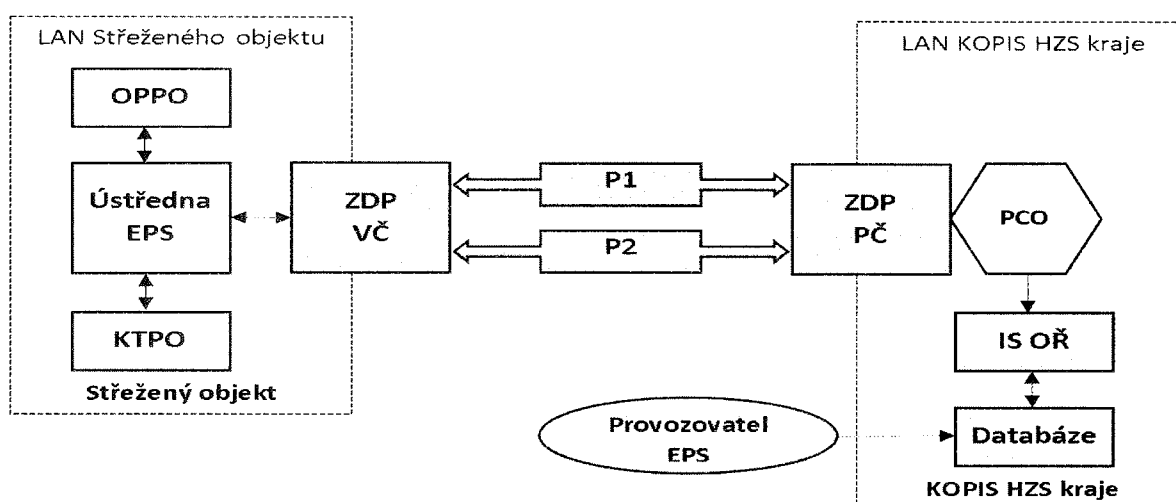 LAN Střeženého objektu
OPPO
Ústředna
EPS
KTPO
Střežený objekt
ZDP
VČ
P1
P2
LAN KOPIS HZS kraje
ZDP
PČ
PCO
IS OŘ
Databáze
KOPIS HZS kraje
Provozovatel
EPS